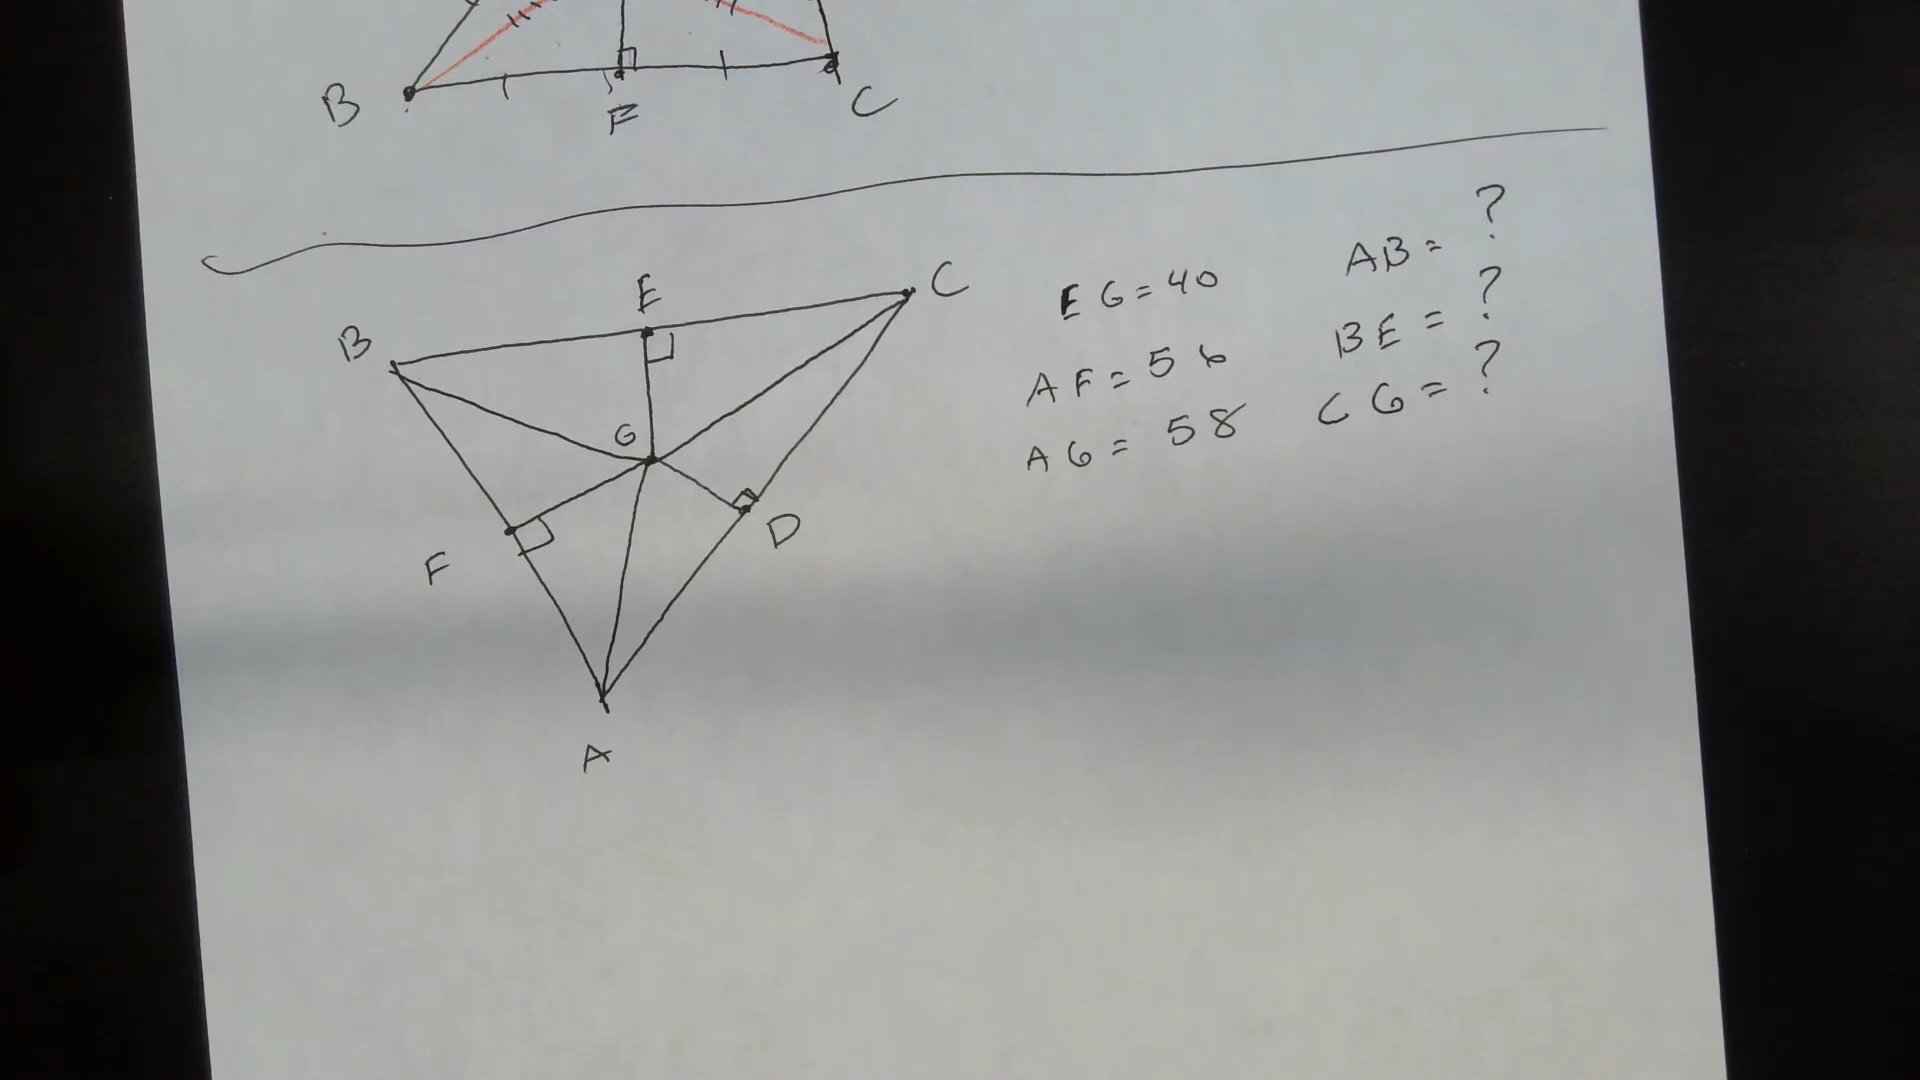 B
F
C
E
C
B
G
F
D
A
EG = 40
AF = 56
AG = 58
AB = ?
BE = ?
CG = ?